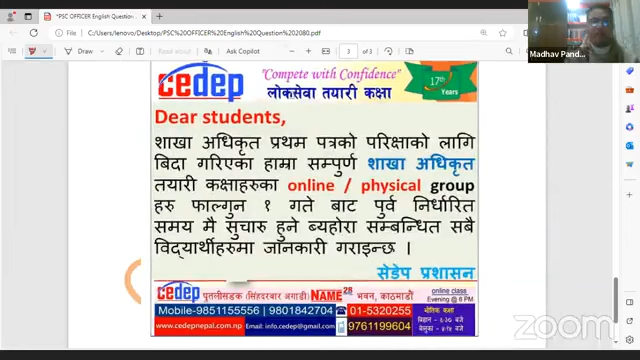 *PSC OFFICER English Question 2080.pdf
File
C:/Users/lenovo/Desktop/PSC%20OFFICER%20English%20Question%202080.pdf
Draw
Ask Copilot
3 of 3
Madhav Pand...
cedep
"Compete with Confidence"
लोकसेवा तयारी कक्षा
17th
Years
Dear students,
शाखा अधिकृत प्रथम पत्रको परिक्षाको लागि
बिदा गरिएका हाम्रा सम्पुर्ण शाखा अधिकृत
तयारी कक्षाहरुका online / physical group
हरु फाल्गुन १ गते बाट पुर्व निर्धारित
समय मै सुचारु हुने ब्यहोरा सम्बन्धित सबै
विद्यार्थीहरुमा जानकारी गराइन्छ ।
सेडेप प्रशासन
cedep
पुतलीसडक (सिंहदरबार अगाडी) NAME भवन, काठमाडौं
online class
Evening @ 6 PM
Mobile-9851155556 | 9801842704
01-5320255
भौतिक कक्षा
www.cedepnepal.com.np
Email: info.cedep@gmail.com
9761199604
zoom